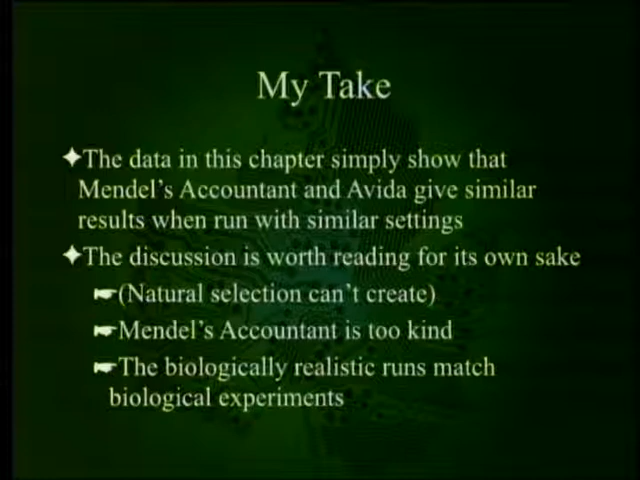 My Take
The data in this chapter simply show that
Mendel's Accountant and Avida give similar
results when run with similar settings
The discussion is worth reading for its own sake
(Natural selection can't create)
Mendel's Accountant is too kind
The biologically realistic runs match
biological experiments